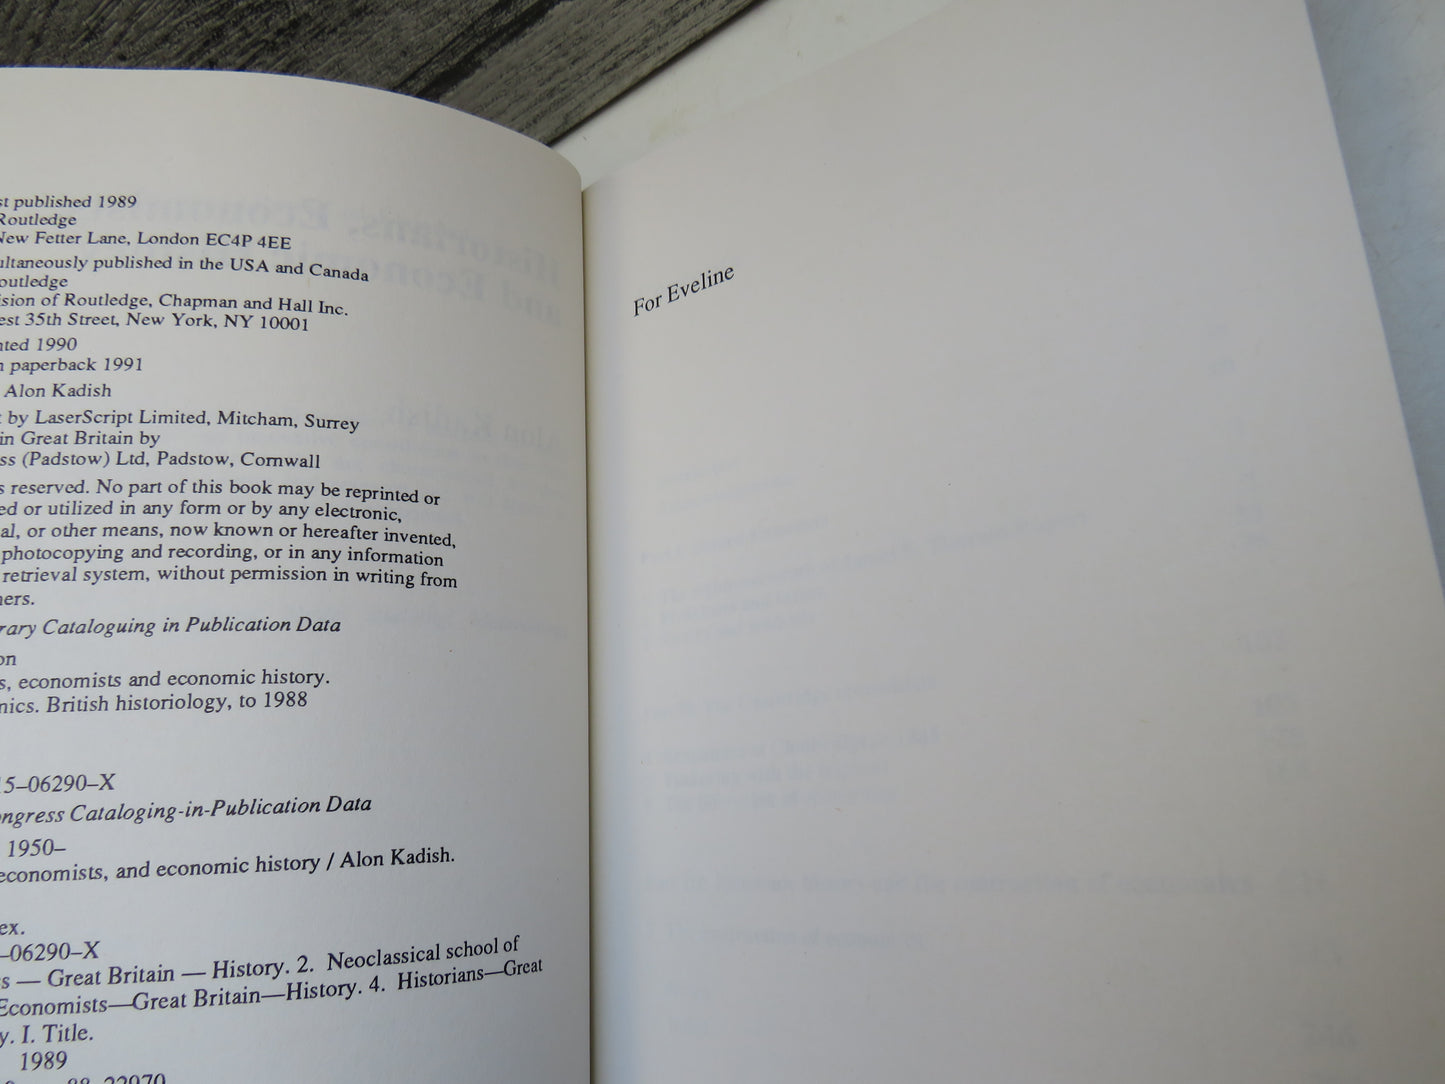 st published 1989
Routledge
New Fetter Lane, London EC4P 4EE
ultaneously published in the USA and Canada
outledge
ision of Routledge, Chapman and Hall Inc.
est 35th Street, New York, NY 10001
nted 1990
n paperback 1991
Alon Kadish
t by LaserScript Limited, Mitcham, Surrey
in Great Britain by
ss (Padstow) Ltd, Padstow, Cornwall
s reserved. No part of this book may be reprinted or
ed or utilized in any form or by any electronic,
al, or other means, now known or hereafter invented,
photocopying and recording, or in any information
retrieval system, without permission in writing from
ners.
rary Cataloguing in Publication Data
on
s, economists and economic history.
mics. British historiology, to 1988
15–06290–X
ongress Cataloging-in-Publication Data
1950–
economists, and economic history / Alon Kadish.
ex.
–06290–X
s — Great Britain — History. 2. Neoclassical school of
Economists—Great Britain—History. 4. Historians—Great
y. I. Title.
1989
88–22970
For Eveline